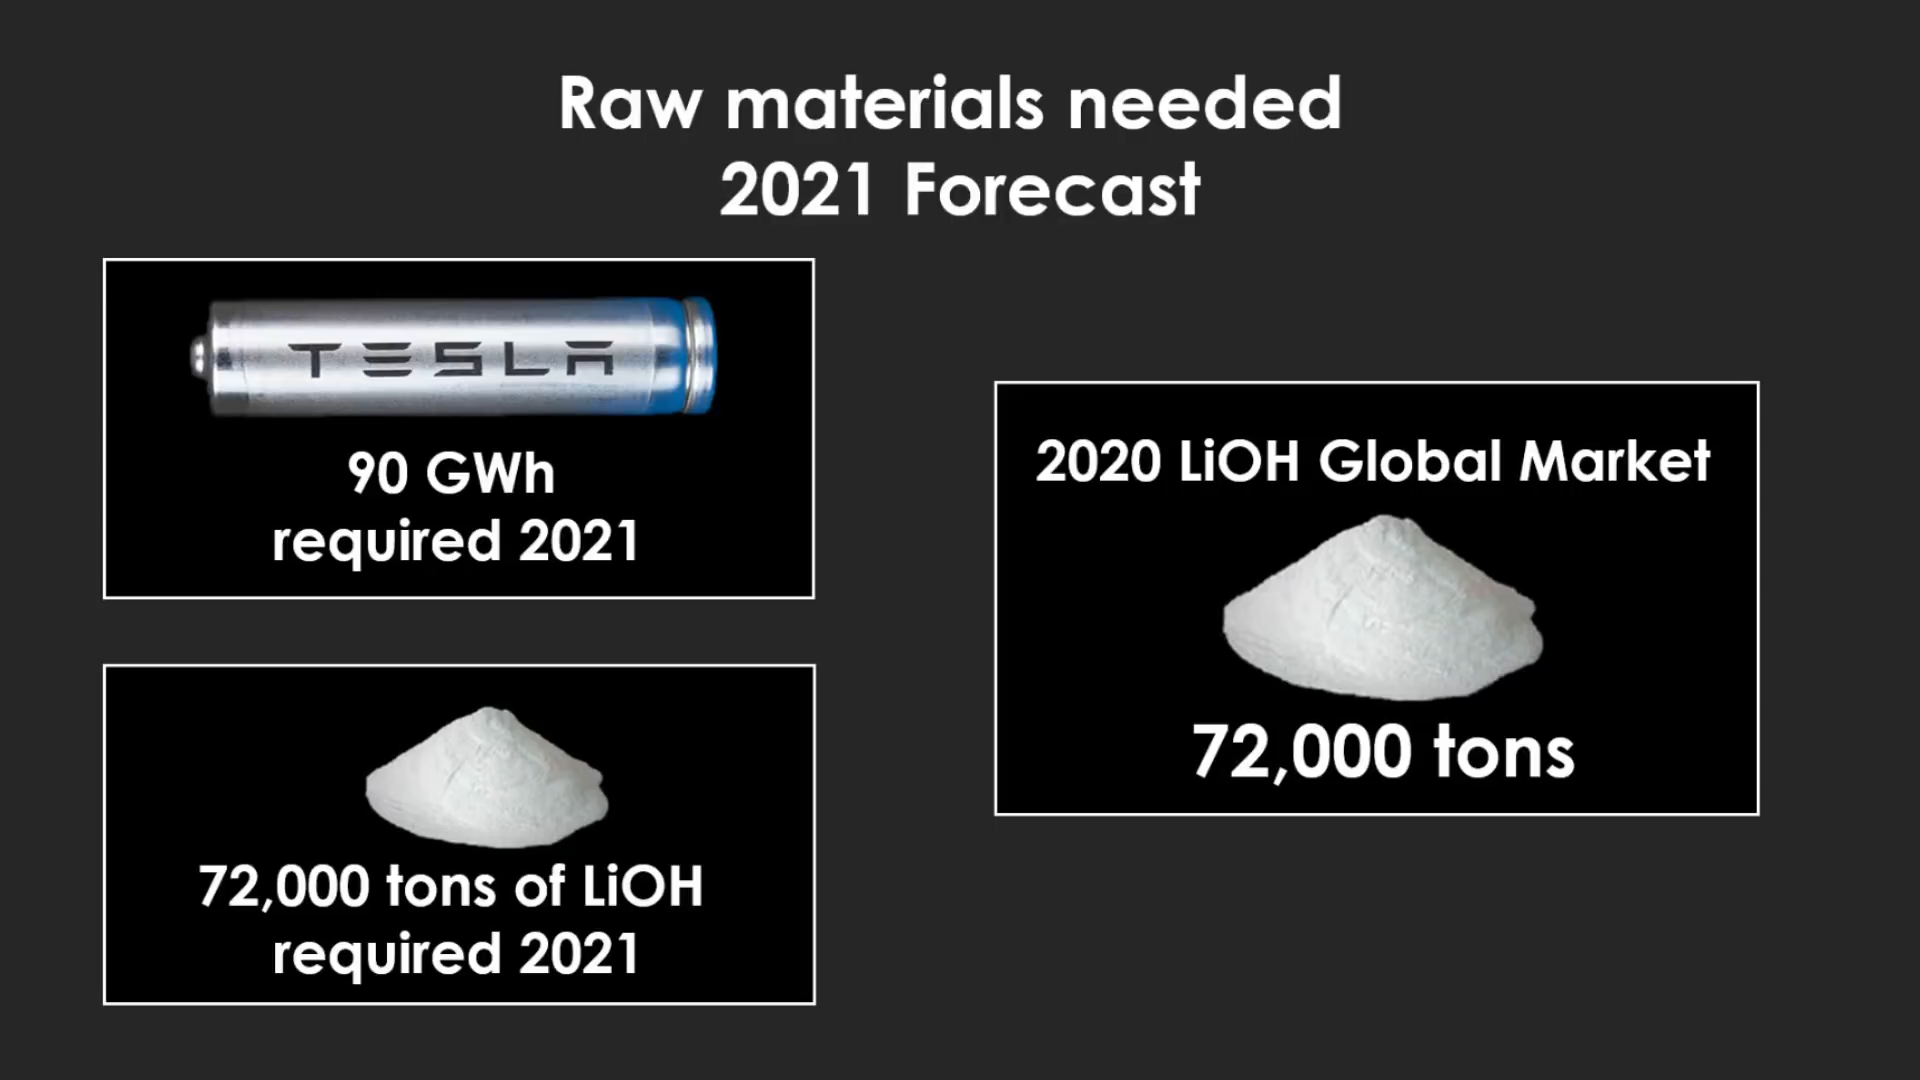 Raw materials needed
2021 Forecast
TESLA
90 GWh
required 2021
72,000 tons of LiOH
required 2021
2020 LiOH Global Market
72,000 tons